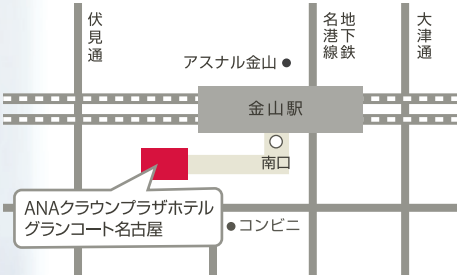 伏見通
名港線
地下鉄
大津通
アスナル金山
金山駅
南口
ANAクラウンプラザホテル
グランコート名古屋
コンビニ